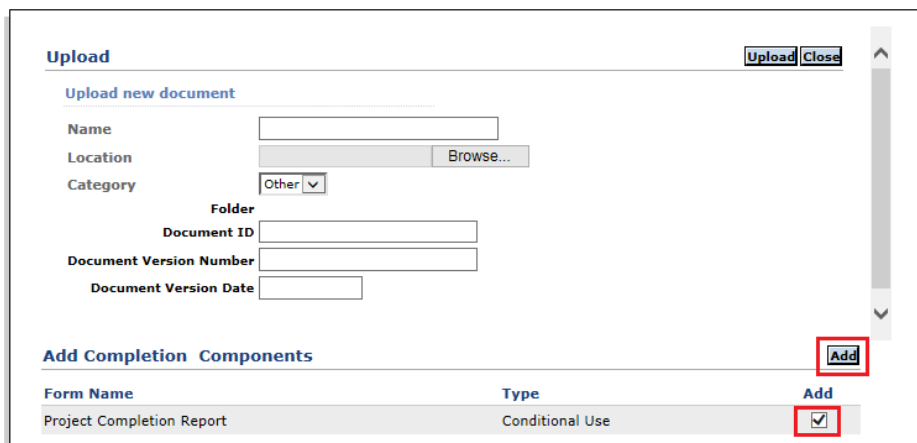 Upload Upload Close
Upload new document
Name
Location Browse...
Category Other
Folder
Document ID
Document Version Number
Document Version Date
Add Completion Components Add
Form Name Type Add
Project Completion Report Conditional Use